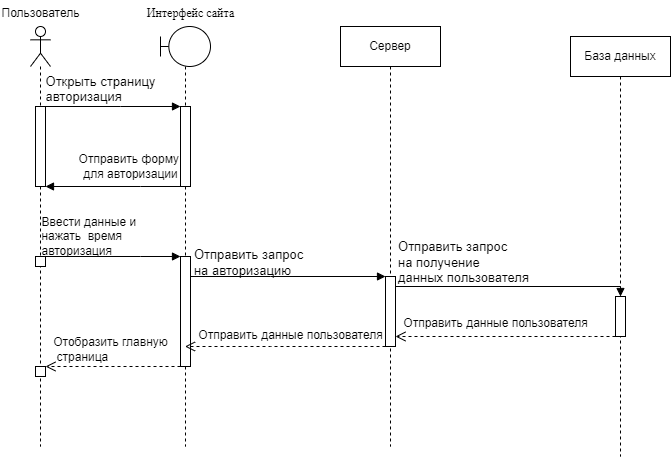 Пользователь
Интерфейс сайта
Сервер
База данных
Открыть страницу
авторизация
Отправить форму
для авторизации
Ввести данные и
нажать время
авторизация
Отправить запрос
на авторизацию
Отправить запрос
на получение
данных пользователя
Отправить данные пользователя
Отправить данные пользователя
Отобразить главную
страница